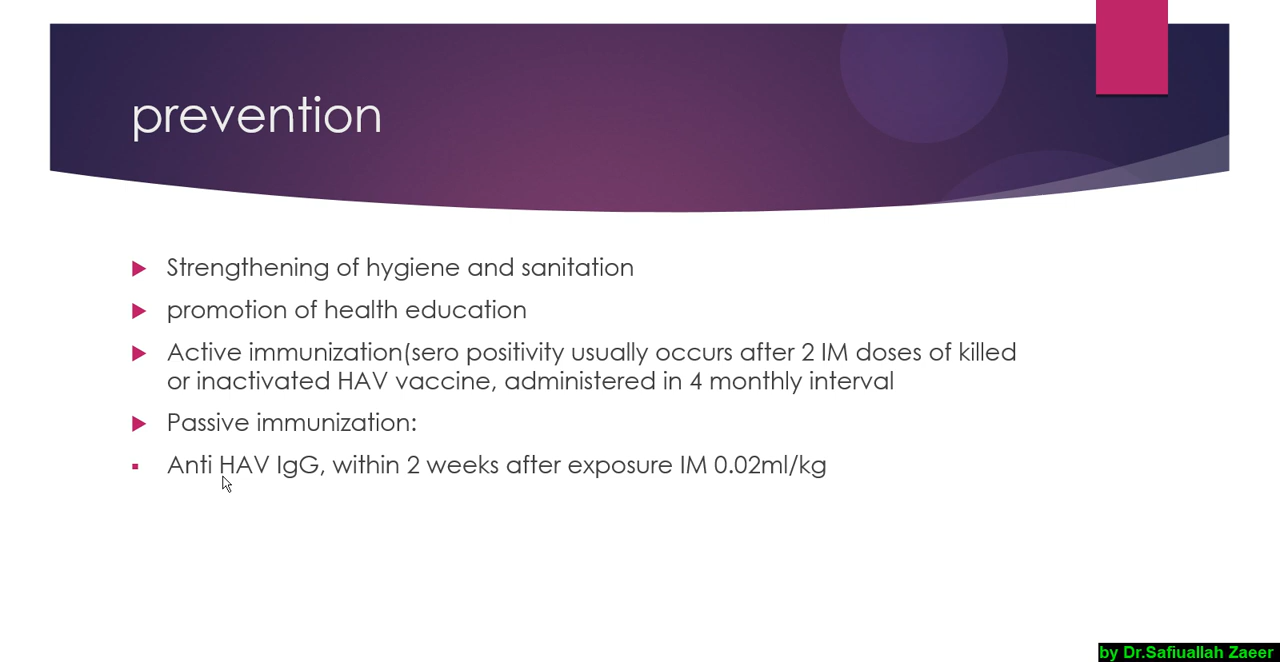 prevention
Strengthening of hygiene and sanitation
promotion of health education
Active immunization(sero positivity usually occurs after 2 IM doses of killed
or inactivated HAV vaccine, administered in 4 monthly interval
Passive immunization:
Anti HAV IgG, within 2 weeks after exposure IM 0.02ml/kg
by Dr.Safiuallah Zaeer